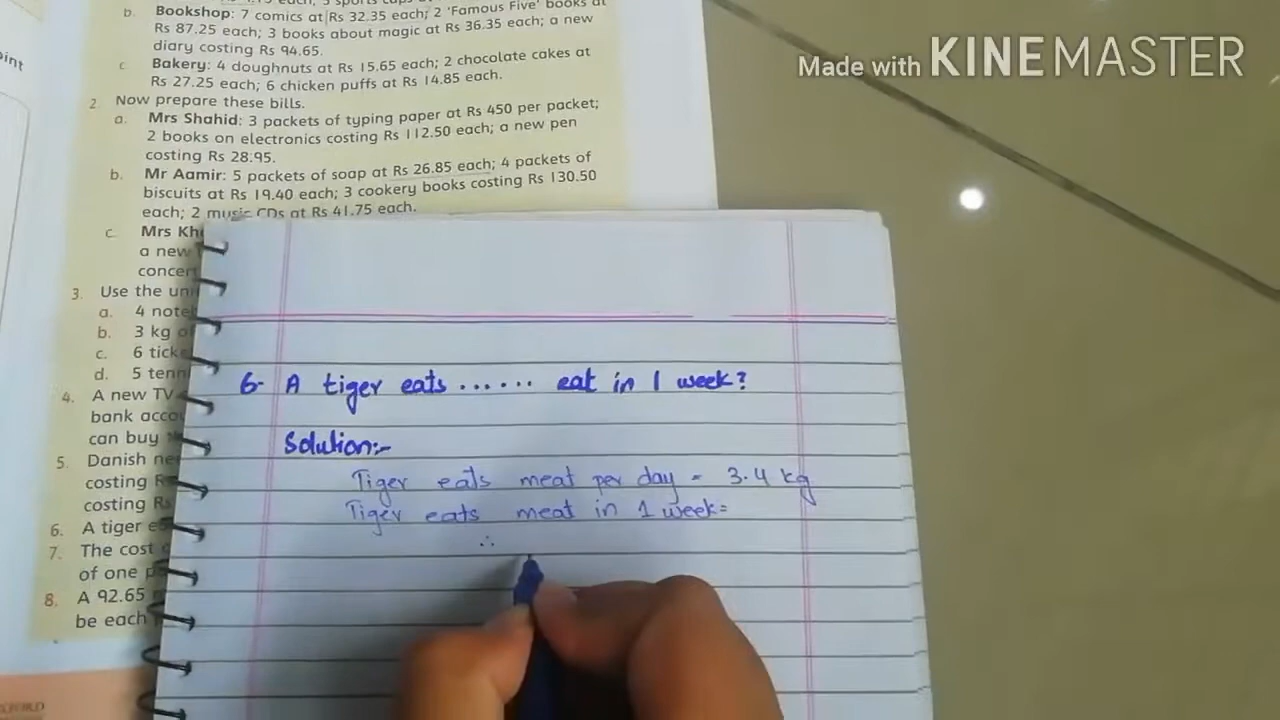 Made with KINEMASTER
b. Bookshop: 7 comics at Rs 32.35 each; 2 'Famous Five' books at
Rs 87.25 each; 3 books about magic at Rs 36.35 each; a new
diary costing Rs 94.65.
c Bakery: 4 doughnuts at Rs 15.65 each; 2 chocolate cakes at
Rs 27.25 each; 6 chicken puffs at Rs 14.85 each.
2. Now prepare these bills.
a. Mrs Shahid: 3 packets of typing paper at Rs 450 per packet;
2 books on electronics costing Rs 112.50 each; a new pen
costing Rs 28.95.
b. Mr Aamir: 5 packets of soap at Rs 26.85 each; 4 packets of
biscuits at Rs 19.40 each; 3 cookery books costing Rs 130.50
each; 2 music CDs at Rs 41.75 each.
c. Mrs
a new
3. Use the
a. 4
b. 3 kg
c. 6
d. 5
4. A new TV
bank
can buy
5. Danish
costing
costing
6. A tiger
7. The cost
of one
8. A 92.65
be each
6. A tiger eats ...... eat in 1 week?
Solution:-
Tiger eats meat per day = 3.4 kg
Tiger eats meat in 1 week=
∴